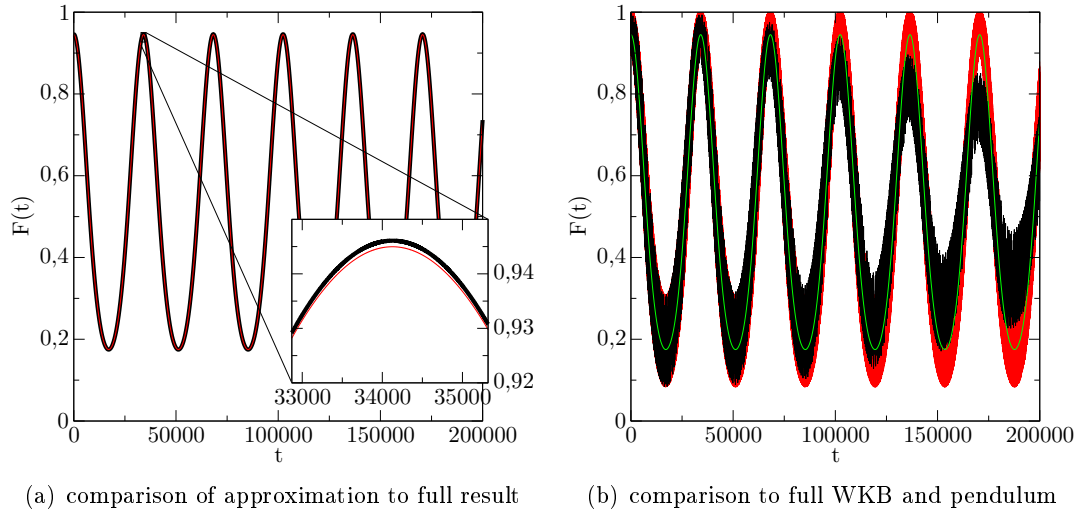 1
0,8
0,6
0,4
0,2
0
F(t)
0 50000 100000 150000 200000
t
0,94
0,93
0,92
33000 34000 35000
(a) comparison of approximation to full result
1
0,8
0,6
0,4
0,2
0
F(t)
0 50000 100000 150000 200000
t
(b) comparison to full WKB and pendulum